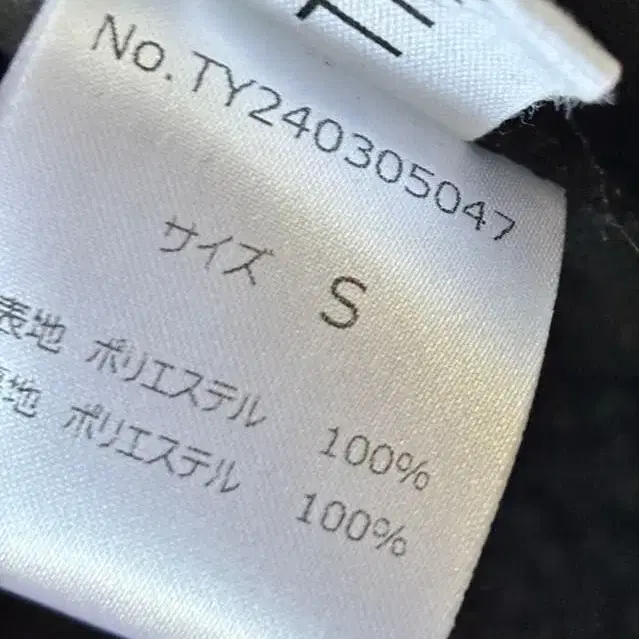 No.TY240305047
サイズ S
表地 ポリエステル 100%
地 ポリエステル 100%